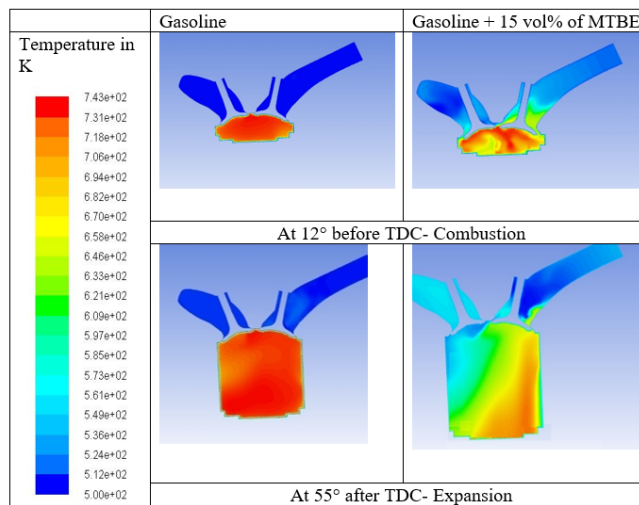 Gasoline
Gasoline + 15 vol% of MTBE
Temperature in
K
7.43e+02
7.31e+02
7.18e+02
7.06e+02
6.94e+02
6.82e+02
6.70e+02
6.58e+02
6.46e+02
6.33e+02
6.21e+02
6.09e+02
5.97e+02
5.85e+02
5.73e+02
5.61e+02
5.49e+02
5.36e+02
5.24e+02
5.12e+02
5.00e+02
At 12° before TDC- Combustion
At 55° after TDC- Expansion